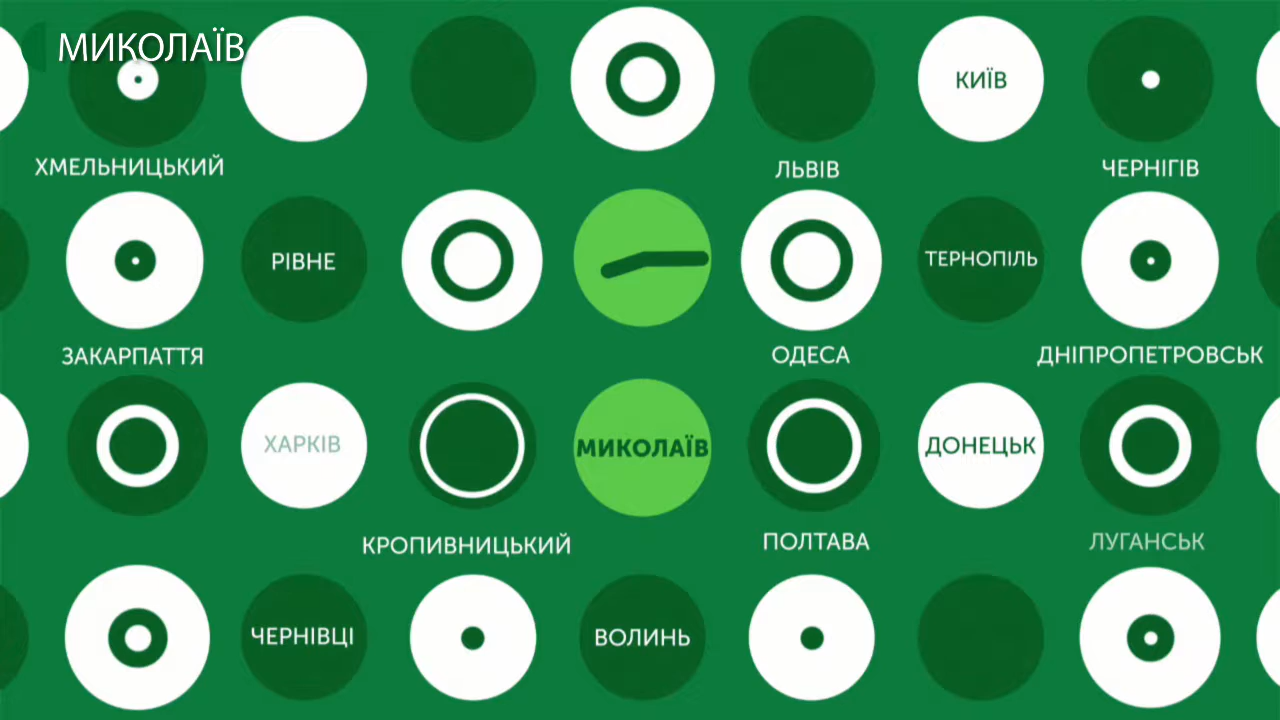 МИКОЛАЇВ
КИЇВ
ХМЕЛЬНИЦЬКИЙ
ЛЬВІВ
ЧЕРНІГІВ
РІВНЕ
ТЕРНОПІЛЬ
ЗАКАРПАТТЯ
ОДЕСА
ДНІПРОПЕТРОВСЬК
ХАРКІВ
МИКОЛАЇВ
ДОНЕЦЬК
КРОПИВНИЦЬКИЙ
ПОЛТАВА
ЛУГАНСЬК
ЧЕРНІВЦІ
ВОЛИНЬ